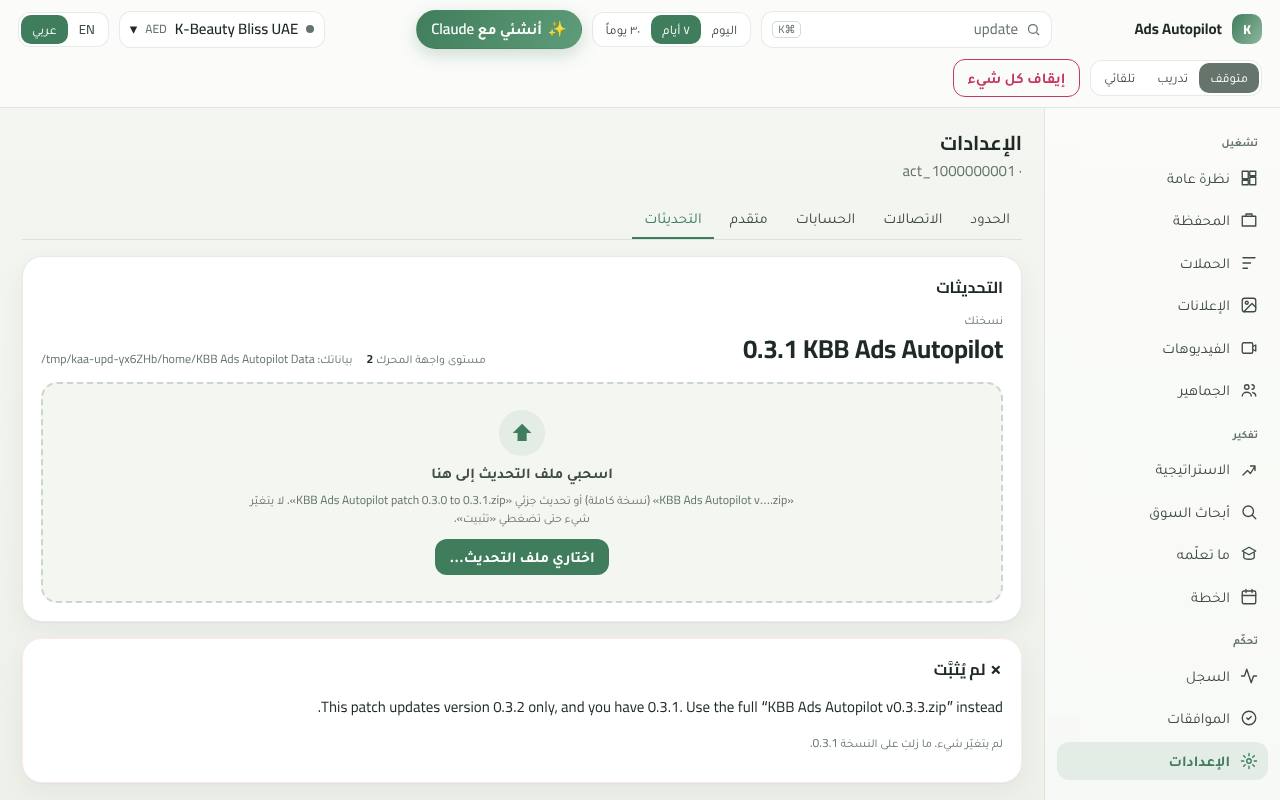 K
Ads Autopilot
update
⌘K
اليوم
٧ أيام
٣٠ يوماً
✨ أنشئي مع Claude
K-Beauty Bliss UAE AED ▾
EN
عربي
متوقف
تدريب
تلقائي
إيقاف كل شيء
تشغيل
نظرة عامة
المحفظة
الحملات
الإعلانات
الفيديوهات
الجماهير
تفكير
الاستراتيجية
أبحاث السوق
ما تعلّمه
الخطة
تحكّم
السجل
الموافقات
الإعدادات
الإعدادات
· act_1000000001
الحدود
الاتصالات
الحسابات
متقدم
التحديثات
التحديثات
نسختك
0.3.1 KBB Ads Autopilot
مستوى واجهة المحرك 2
بياناتك: /tmp/kaa-upd-yx6ZHb/home/KBB Ads Autopilot Data
اسحبي ملف التحديث إلى هنا
«KBB Ads Autopilot v….zip» (نسخة كاملة) أو تحديث جزئي «KBB Ads Autopilot patch 0.3.0 to 0.3.1.zip». لا يتغيّر
شيء حتى تضغطي «تثبيت».
اختاري ملف التحديث...
× لم يُثبَّت
This patch updates version 0.3.2 only, and you have 0.3.1. Use the full “KBB Ads Autopilot v0.3.3.zip” instead.
لم يتغيّر شيء. ما زلتِ على النسخة 0.3.1.